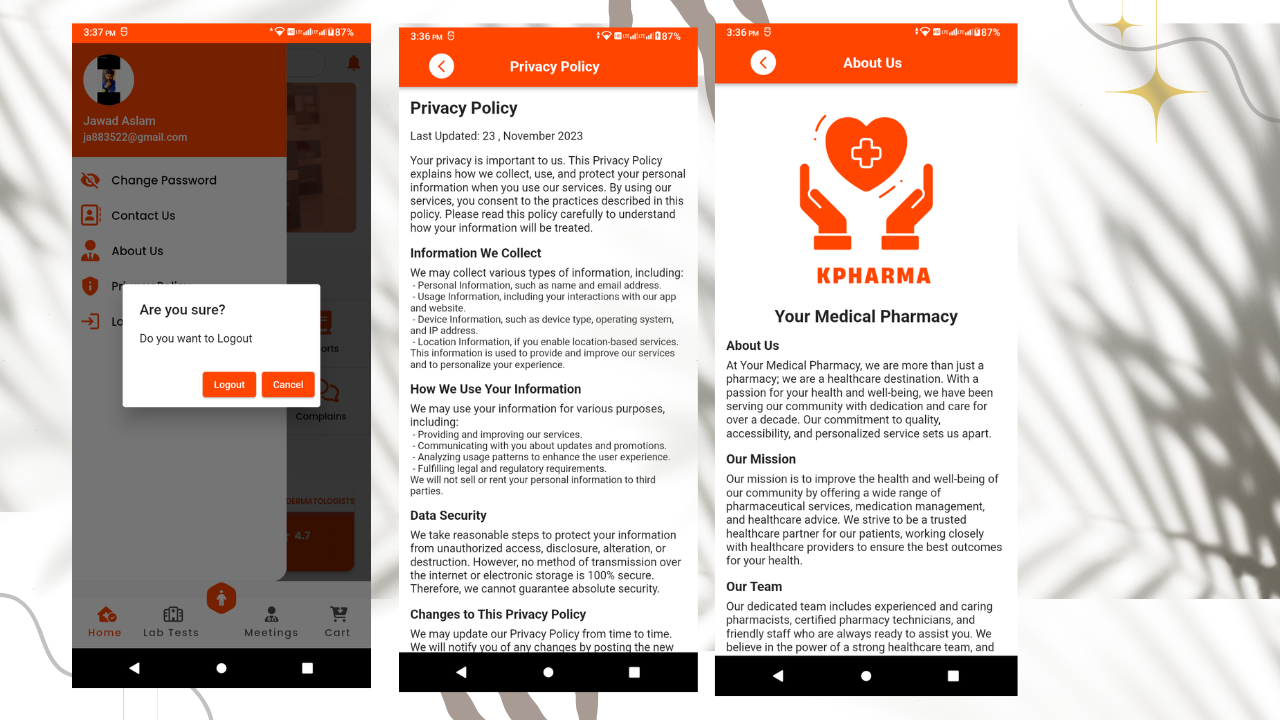 3:37 PM
87%
Jawad Aslam
ja883522@gmail.com
Change Password
Contact Us
About Us
Are you sure?
Do you want to Logout
Logout
Cancel
Complains
DERMATOLOGISTS
4.7
Home
Lab Tests
Meetings
Cart
3:36 PM
87%
Privacy Policy
Privacy Policy
Last Updated: 23 , November 2023
Your privacy is important to us. This Privacy Policy
explains how we collect, use, and protect your personal
information when you use our services. By using our
services, you consent to the practices described in this
policy. Please read this policy carefully to understand
how your information will be treated.
Information We Collect
We may collect various types of information, including:
- Personal Information, such as name and email address.
- Usage Information, including your interactions with our app
and website.
- Device Information, such as device type, operating system,
and IP address.
- Location Information, if you enable location-based services.
This information is used to provide and improve our services
and to personalize your experience.
How We Use Your Information
We may use your information for various purposes,
including:
- Providing and improving our services.
- Communicating with you about updates and promotions.
- Analyzing usage patterns to enhance the user experience.
- Fulfilling legal and regulatory requirements.
We will not sell or rent your personal information to third
parties.
Data Security
We take reasonable steps to protect your information
from unauthorized access, disclosure, alteration, or
destruction. However, no method of transmission over
the internet or electronic storage is 100% secure.
Therefore, we cannot guarantee absolute security.
Changes to This Privacy Policy
We may update our Privacy Policy from time to time.
We will notify you of any changes by posting the new
3:36 PM
87%
About Us
KPHARMA
Your Medical Pharmacy
About Us
At Your Medical Pharmacy, we are more than just a
pharmacy; we are a healthcare destination. With a
passion for your health and well-being, we have been
serving our community with dedication and care for
over a decade. Our commitment to quality,
accessibility, and personalized service sets us apart.
Our Mission
Our mission is to improve the health and well-being of
our community by offering a wide range of
pharmaceutical services, medication management,
and healthcare advice. We strive to be a trusted
healthcare partner for our patients, working closely
with healthcare providers to ensure the best outcomes
for your health.
Our Team
Our dedicated team includes experienced and caring
pharmacists, certified pharmacy technicians, and
friendly staff who are always ready to assist you. We
believe in the power of a strong healthcare team, and